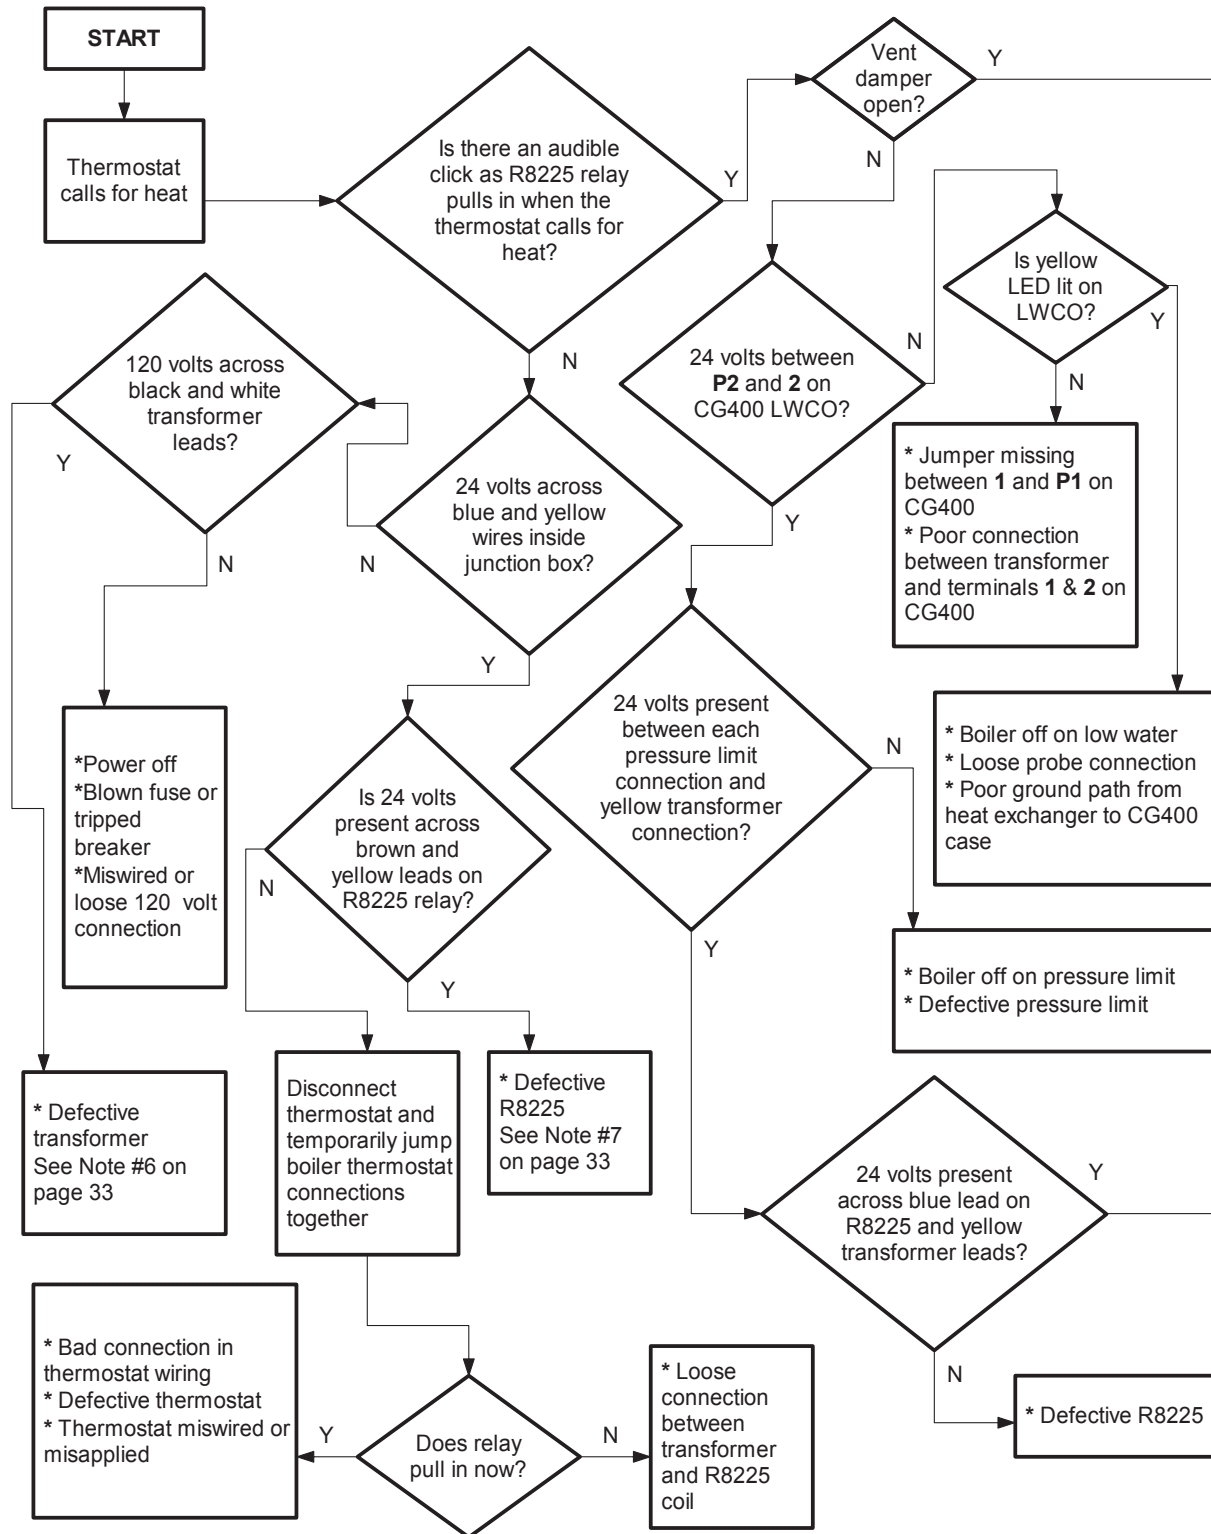 START
Thermostat
calls for heat
Is there an audible
click as R8225 relay
pulls in when the
thermostat calls for
heat?
Y
N
Vent
damper
open?
Y
N
Is yellow
LED lit on
LWCO?
Y
N
24 volts between
P2 and 2 on
CG400 LWCO?
N
Y
120 volts across
black and white
transformer
leads?
Y
N
24 volts across
blue and yellow
wires inside
junction box?
N
Y
* Jumper missing
between 1 and P1 on
CG400
* Poor connection
between transformer
and terminals 1 & 2 on
CG400
* Boiler off on low water
* Loose probe connection
* Poor ground path from
heat exchanger to CG400
case
24 volts present
between each
pressure limit
connection and
yellow transformer
connection?
N
Y
*Power off
*Blown fuse or
tripped
breaker
*Miswired or
loose 120 volt
connection
Is 24 volts
present across
brown and
yellow leads on
R8225 relay?
N
Y
* Boiler off on pressure limit
* Defective pressure limit
* Defective
transformer
See Note #6 on
page 33
Disconnect
thermostat and
temporarily jump
boiler thermostat
connections
together
* Defective
R8225
See Note #7
on page 33
24 volts present
across blue lead on
R8225 and yellow
transformer leads?
Y
N
* Bad connection in
thermostat wiring
* Defective thermostat
* Thermostat miswired or
misapplied
Y
Does relay
pull in now?
N
* Loose
connection
between
transformer
and R8225
coil
* Defective R8225